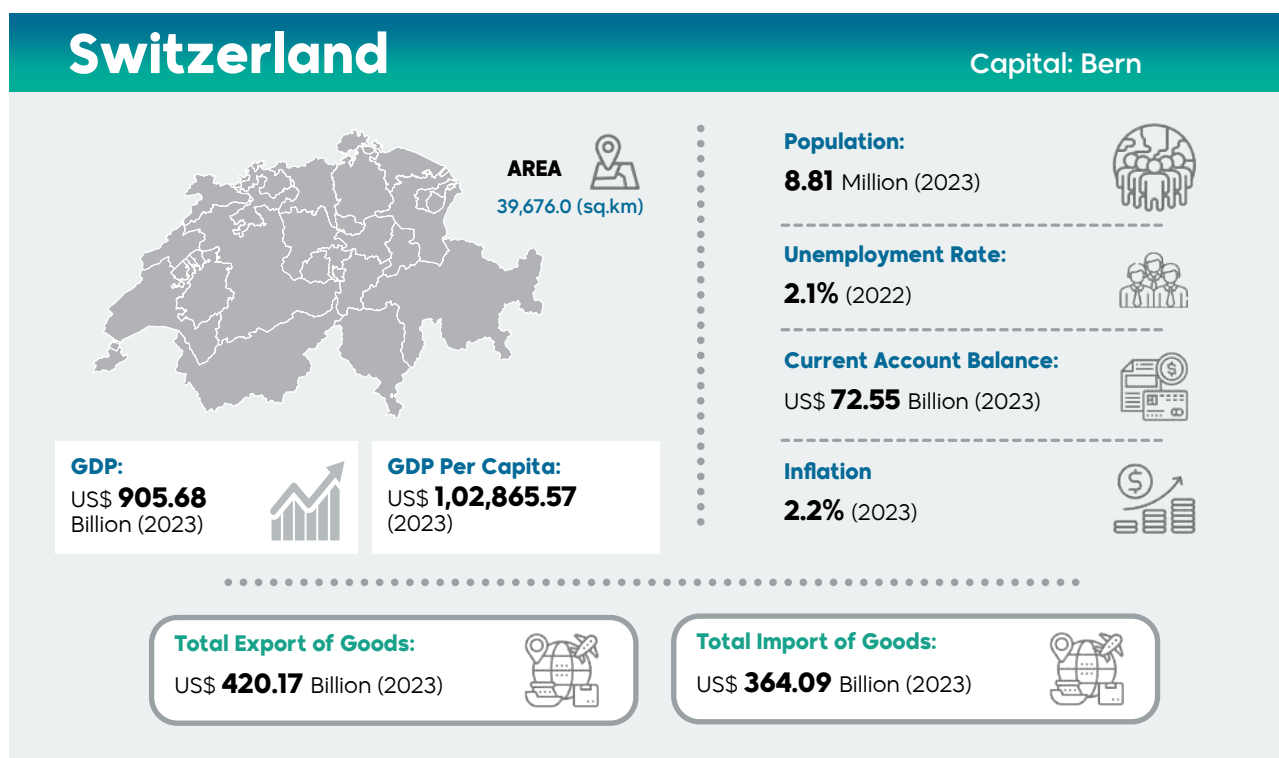 Switzerland
Capital: Bern
AREA
39,676.0 (sq.km)
GDP:
US$ 905.68
Billion (2023)
GDP Per Capita:
US$ 1,02,865.57
(2023)
Population:
8.81 Million (2023)
Unemployment Rate:
2.1% (2022)
Current Account Balance:
US$ 72.55 Billion (2023)
Inflation
2.2% (2023)
Total Export of Goods:
US$ 420.17 Billion (2023)
Total Import of Goods:
US$ 364.09 Billion (2023)